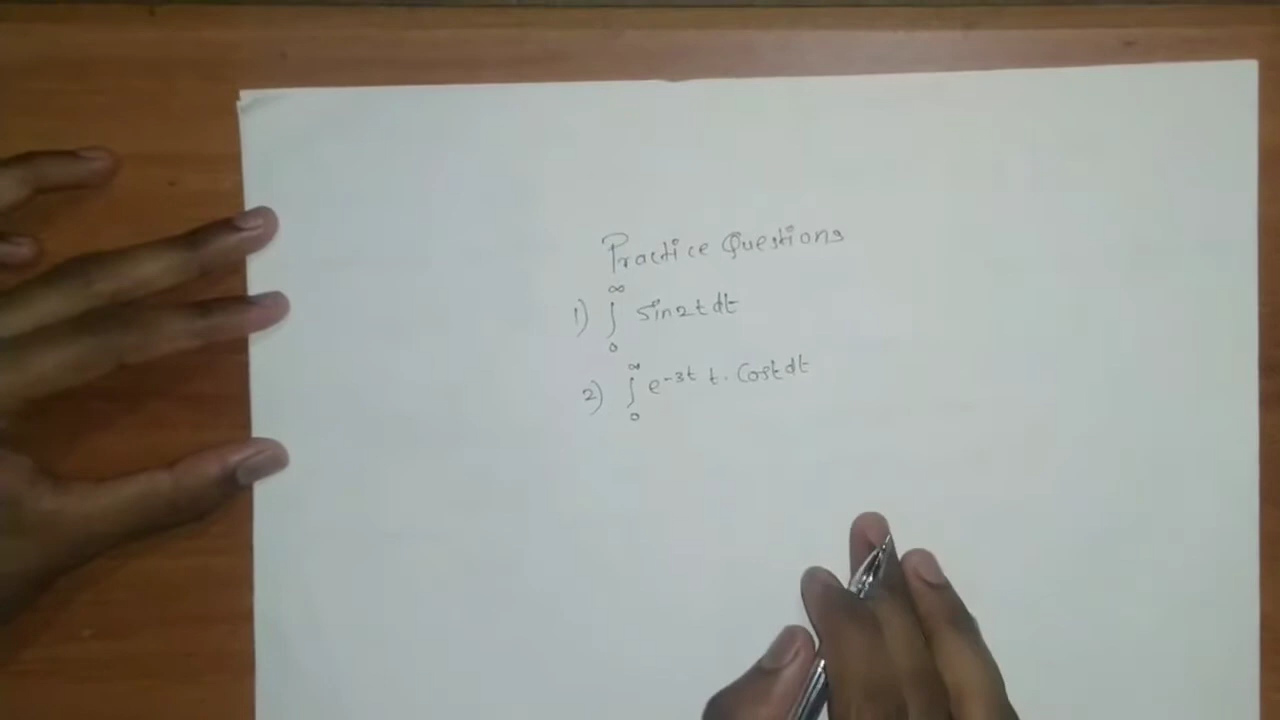 Practice Questions
1) ∫₀^∞ sin2t dt
2) ∫₀^∞ e^-3t t. Cost dt